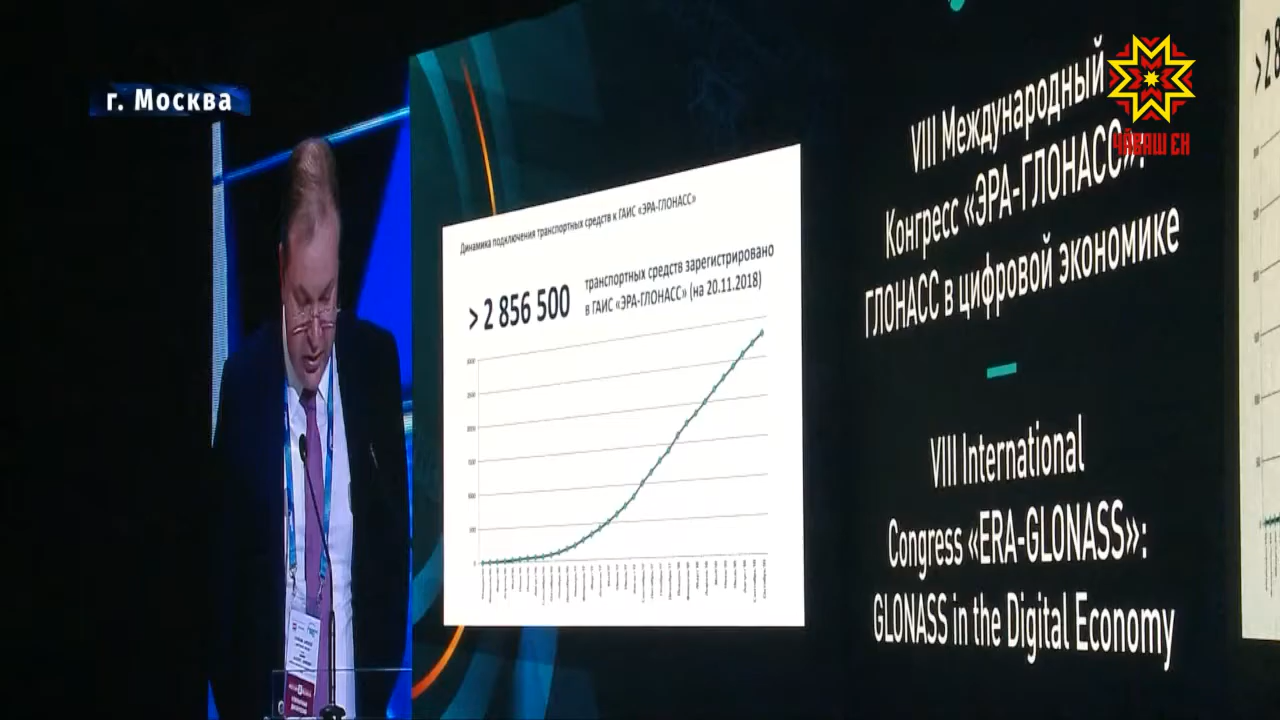 г. Москва
ЧӐВАШ ЕН
Динамика подключения транспортных средств к ГАИС «ЭРА-ГЛОНАСС»
> 2 856 500
транспортных средств зарегистрировано
в ГАИС «ЭРА-ГЛОНАСС» (на 20.11.2018)
VIII Международный
Конгресс «ЭРА-ГЛОНАСС»:
ГЛОНАСС в цифровой экономике
VIII International
Congress «ERA-GLONASS»:
GLONASS in the Digital Economy